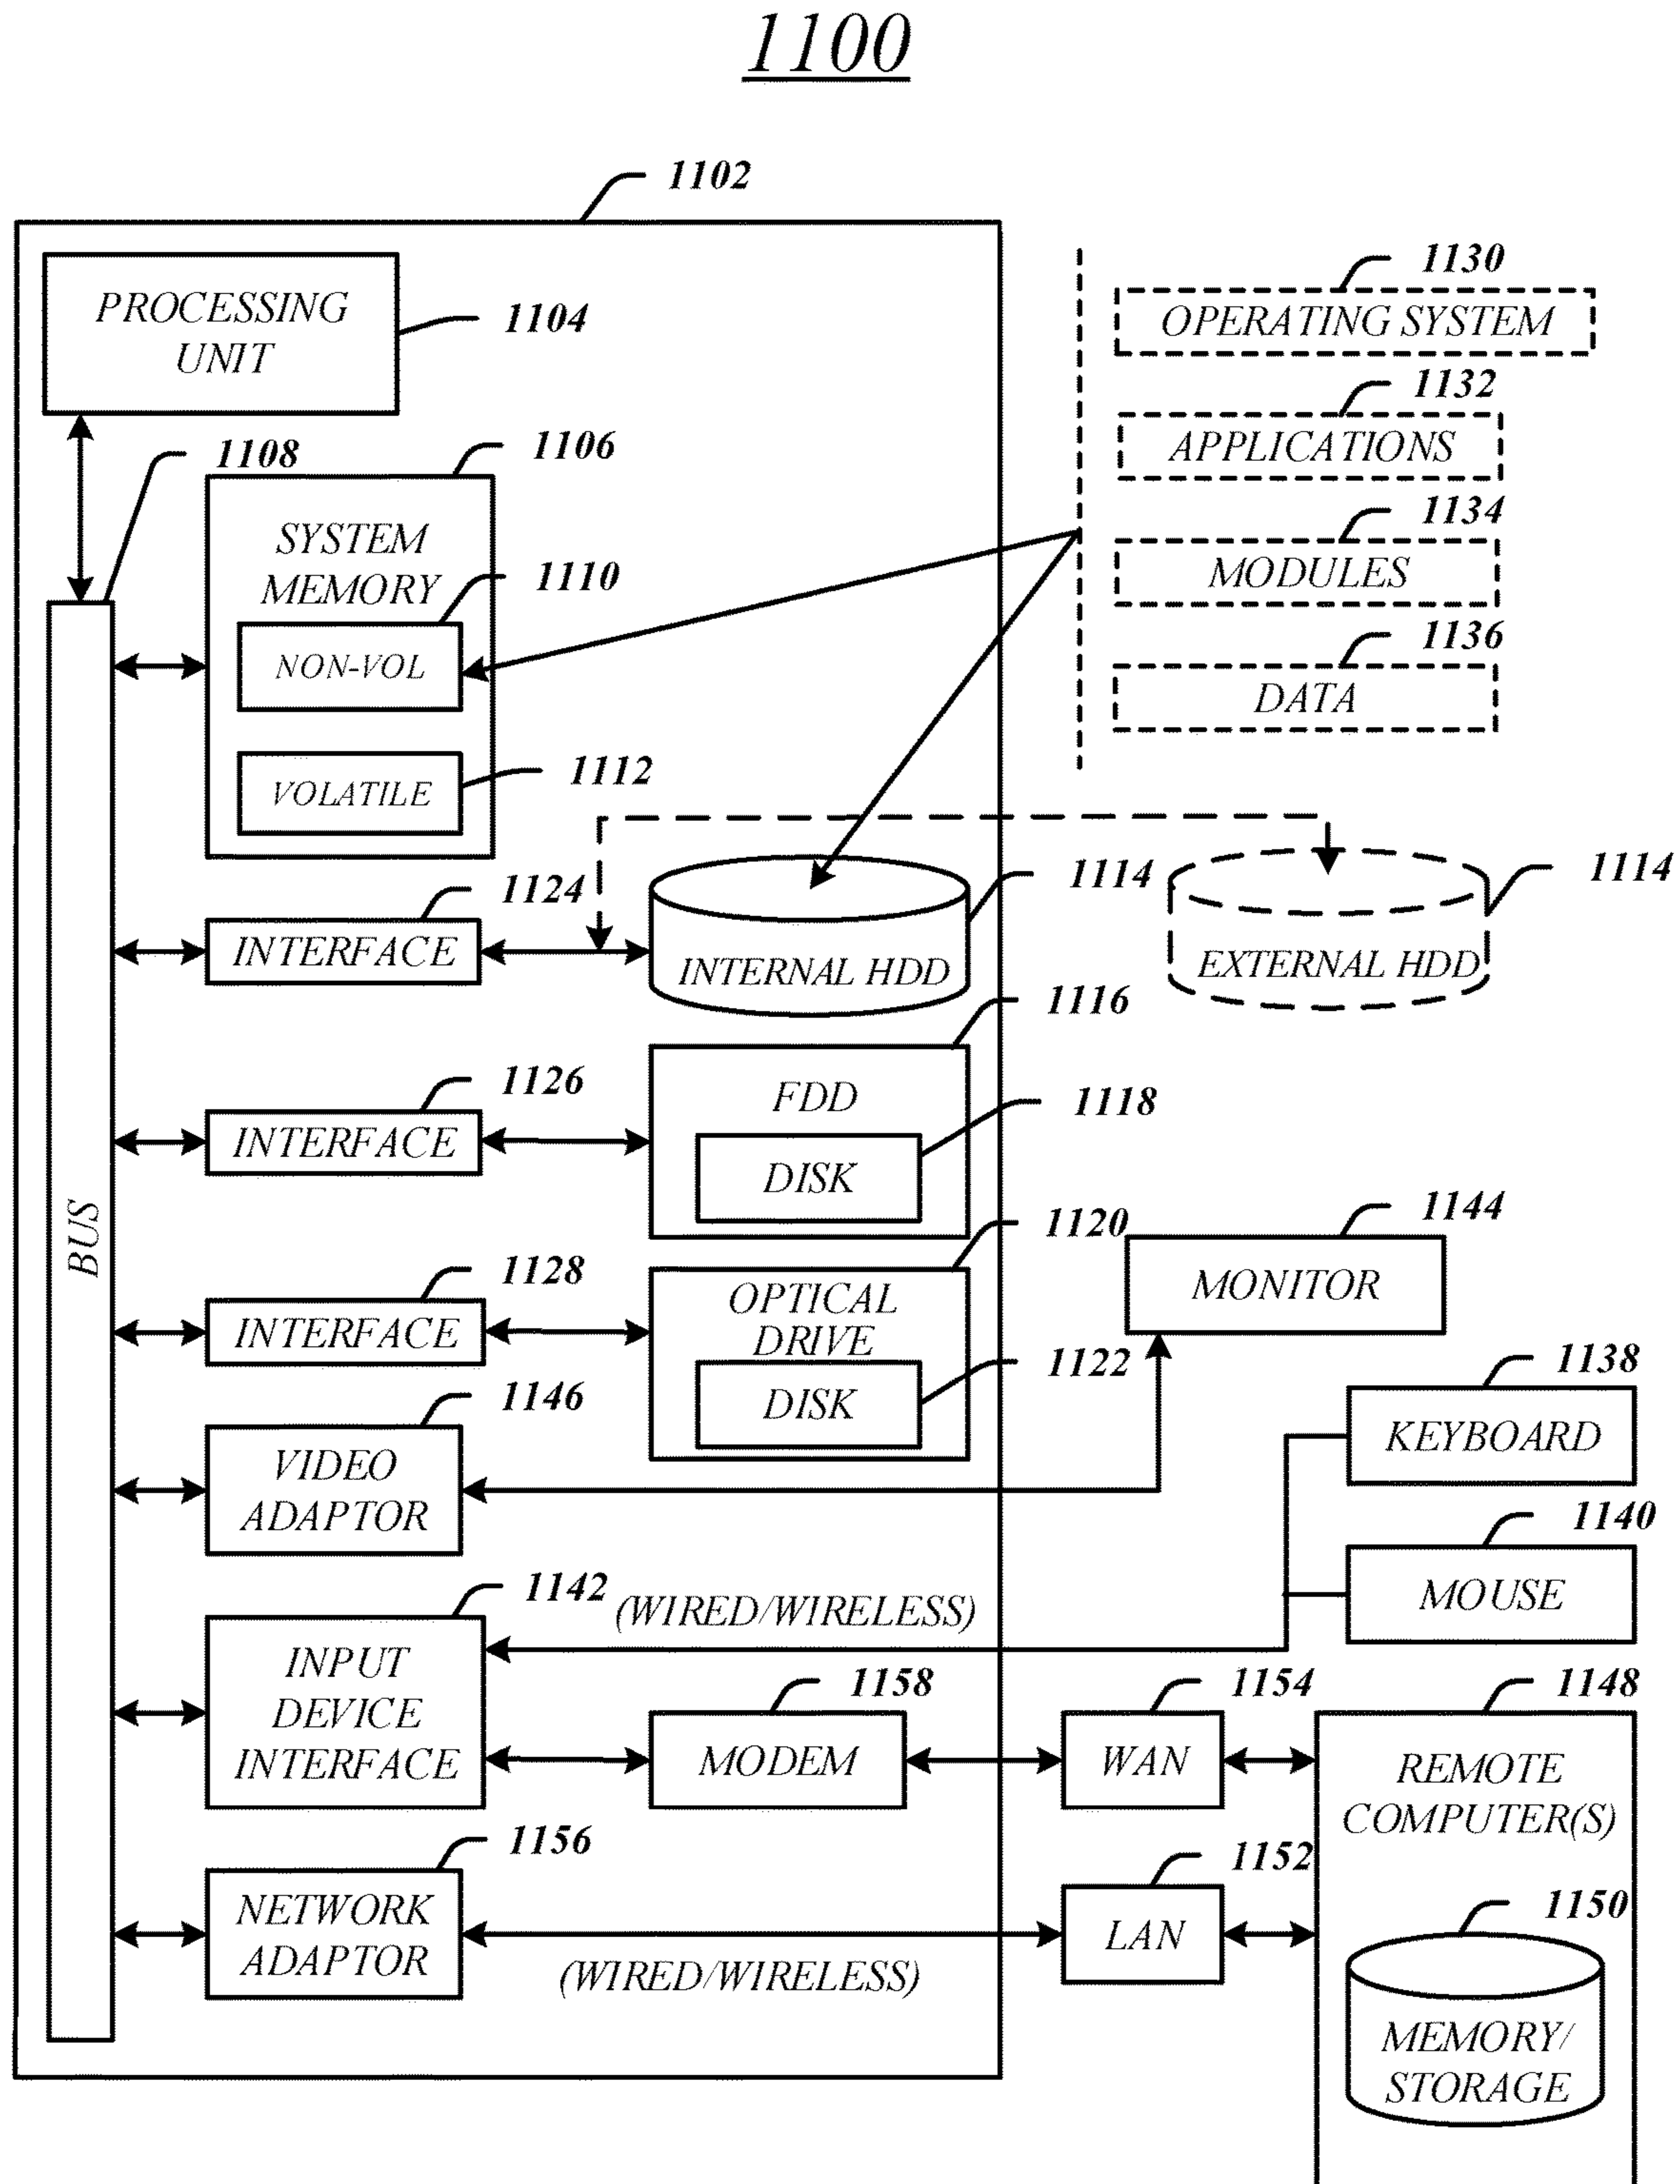 1100
1102
PROCESSING
UNIT
1104
1130
OPERATING SYSTEM
1132
APPLICATIONS
1134
MODULES
1136
DATA
1108
1106
SYSTEM
MEMORY
1110
NON-VOL
1112
VOLATILE
BUS
1124
INTERFACE
1114
INTERNAL HDD
1114
EXTERNAL HDD
1126
INTERFACE
1116
FDD
1118
DISK
1128
INTERFACE
1120
OPTICAL
DRIVE
1122
DISK
1144
MONITOR
1146
VIDEO
ADAPTOR
1138
KEYBOARD
1140
MOUSE
1142
(WIRED/WIRELESS)
INPUT
DEVICE
INTERFACE
1158
MODEM
1154
WAN
1148
REMOTE
COMPUTER(S)
1156
NETWORK
ADAPTOR
(WIRED/WIRELESS)
1152
LAN
1150
MEMORY/
STORAGE